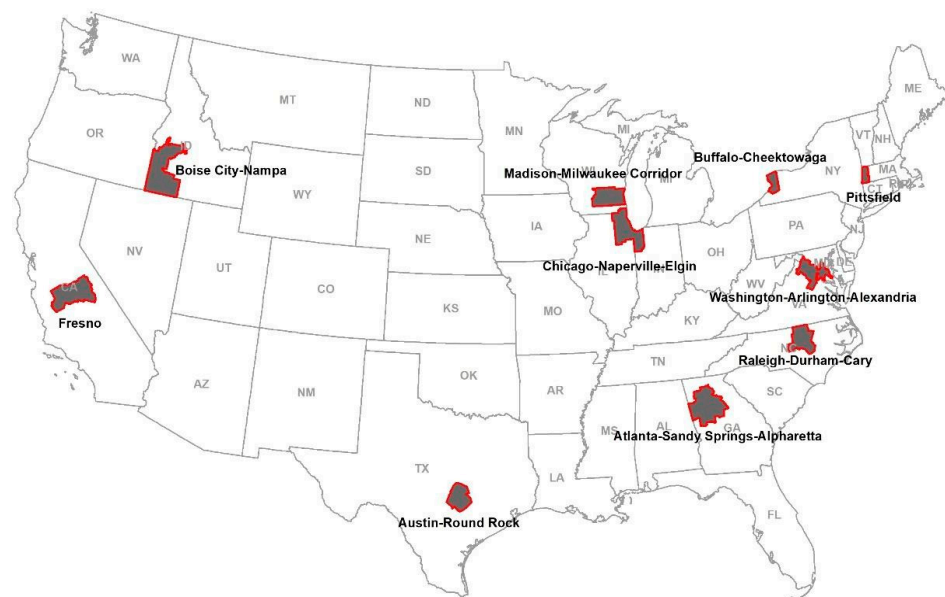 WA
ME
MT
ND
OR
MN
VT
NH
ID
MI
Boise City-Nampa
SD
WI
Buffalo-Cheektowaga
NY
MA
WY
Madison-Milwaukee Corridor
MI
CT
RI
Pittsfield
IA
PA
NE
NJ
NV
OH
IL
UT
Chicago-Naperville-Elgin
MD
DE
CA
CO
WV
Washington-Arlington-Alexandria
KS
MO
VA
KY
Fresno
NC
Raleigh-Durham-Cary
TN
AZ
NM
OK
AR
SC
MS
AL
GA
Atlanta-Sandy Springs-Alpharetta
TX
LA
Austin-Round Rock
FL